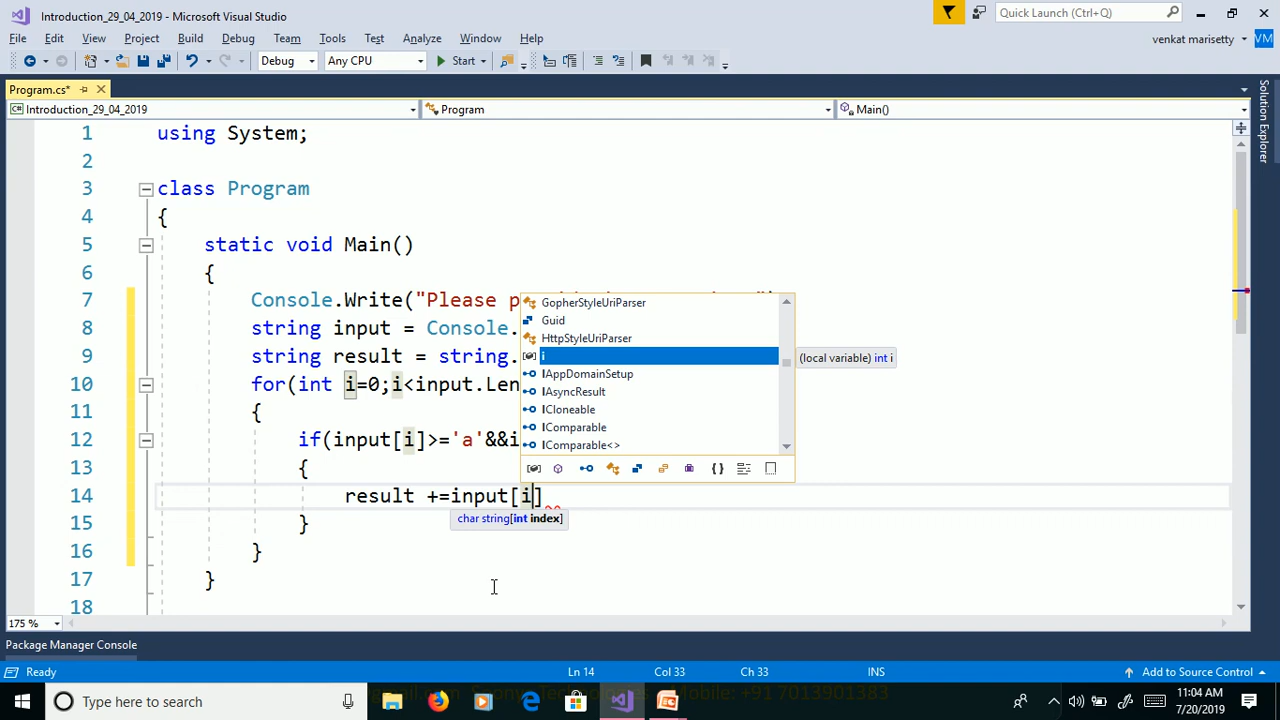 Introduction_29_04_2019 - Microsoft Visual Studio
Quick Launch (Ctrl+Q)
File Edit View Project Build Debug Team Tools Test Analyze Window Help
venkat marisetty VM
Debug Any CPU Start
Program.cs*
Introduction_29_04_2019 Program Main()
Solution Explorer
1 using System;
2
3 class Program
4 {
5 static void Main()
6 {
7 Console.Write("Please p
8 string input = Console.
9 string result = string.
10 for(int i=0;i<input.Len
11 {
12 if(input[i]>='a'&&i
13 {
14 result +=input[i]
15 }
16 }
17 }
18
GopherStyleUriParser
Guid
HttpStyleUriParser
i
(local variable) int i
IAppDomainSetup
IAsyncResult
ICloneable
IComparable
IComparable<>
char string[int index]
175 %
Package Manager Console
Ready Ln 14 Col 33 Ch 33 INS Add to Source Control
Type here to search
Mobile: +91 7013901383
11:04 AM
7/20/2019